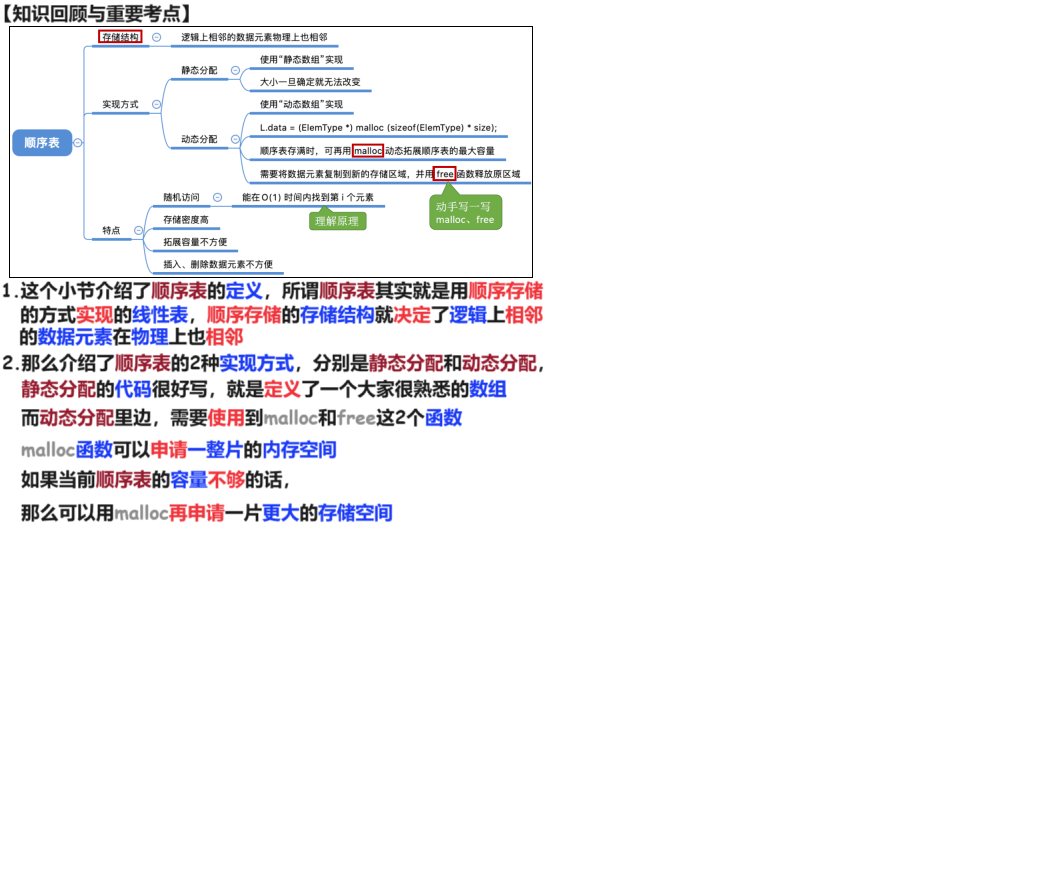 【知识回顾与重要考点】
存储结构
逻辑上相邻的数据元素物理上也相邻
使用“静态数组”实现
静态分配
大小一旦确定就无法改变
实现方式
使用“动态数组”实现
L.data = (ElemType *) malloc (sizeof(ElemType) * size);
动态分配
顺序表
顺序表存满时，可再用 malloc 动态拓展顺序表的最大容量
需要将数据元素复制到新的存储区域，并用 free 函数释放原区域
随机访问
能在 O(1) 时间内找到第 i 个元素
动手写一写
malloc、free
理解原理
存储密度高
特点
拓展容量不方便
插入、删除数据元素不方便
1.这个小节介绍了顺序表的定义，所谓顺序表其实就是用顺序存储
的方式实现的线性表，顺序存储的存储结构就决定了逻辑上相邻
的数据元素在物理上也相邻
2.那么介绍了顺序表的2种实现方式，分别是静态分配和动态分配，
静态分配的代码很好写，就是定义了一个大家很熟悉的数组
而动态分配里边，需要使用到malloc和free这2个函数
malloc函数可以申请一整片的内存空间
如果当前顺序表的容量不够的话，
那么可以用malloc再申请一片更大的存储空间